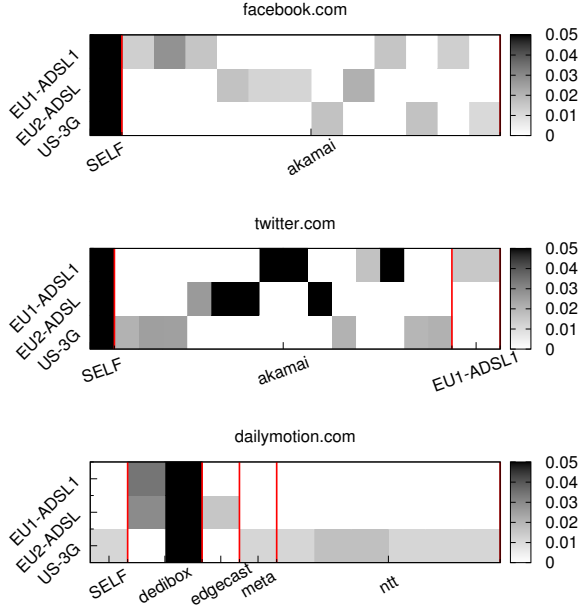 facebook.com
EU1-ADSL1
EU2-ADSL
US-3G
SELF
akamai
0.05
0.04
0.03
0.02
0.01
0
twitter.com
EU1-ADSL1
EU2-ADSL
US-3G
SELF
akamai
EU1-ADSL1
0.05
0.04
0.03
0.02
0.01
0
dailymotion.com
EU1-ADSL1
EU2-ADSL
US-3G
SELF
dedibox
edgecast
meta
ntt
0.05
0.04
0.03
0.02
0.01
0